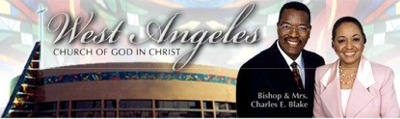 West Angeles
CHURCH OF GOD IN CHRIST
Bishop & Mrs.
Charles E. Blake